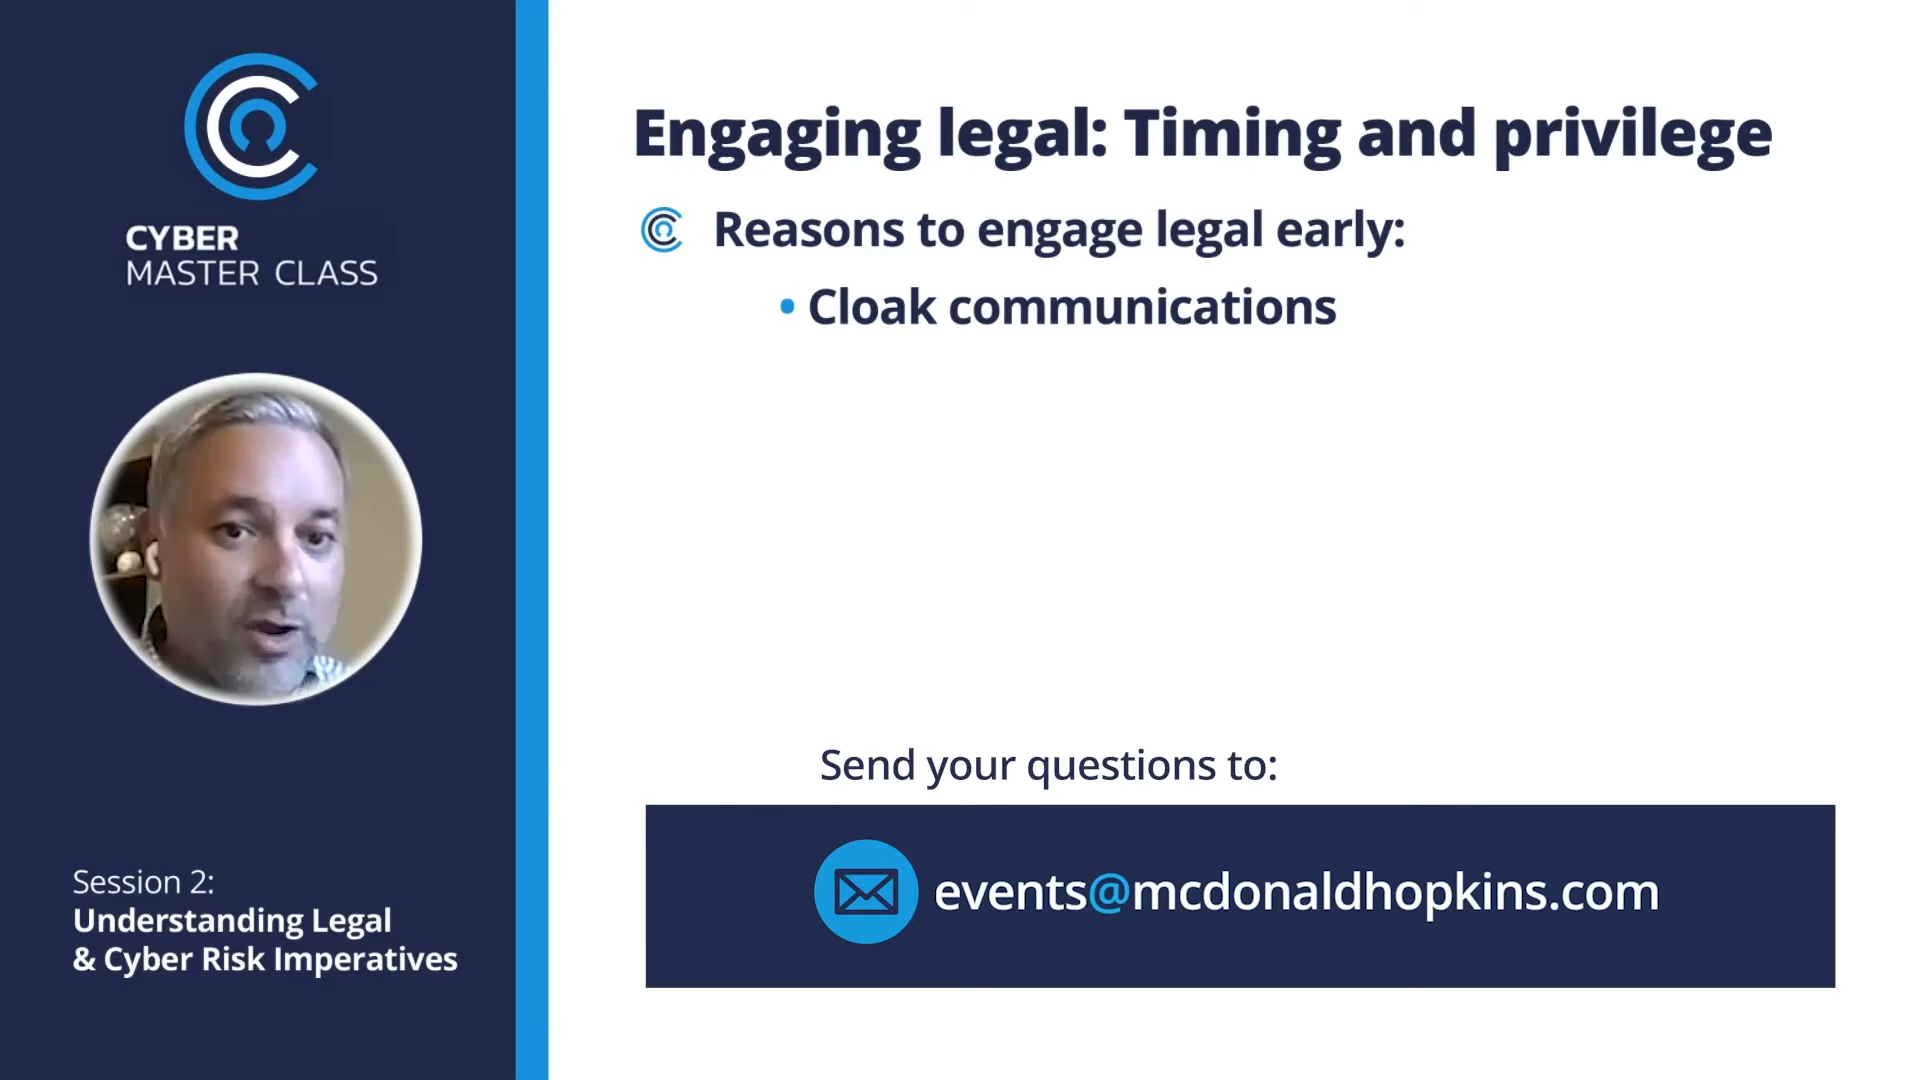 CYBER
MASTER CLASS
Session 2:
Understanding Legal
& Cyber Risk Imperatives
Engaging legal: Timing and privilege
Reasons to engage legal early:
• Cloak communications
Send your questions to:
events@mcdonaldhopkins.com